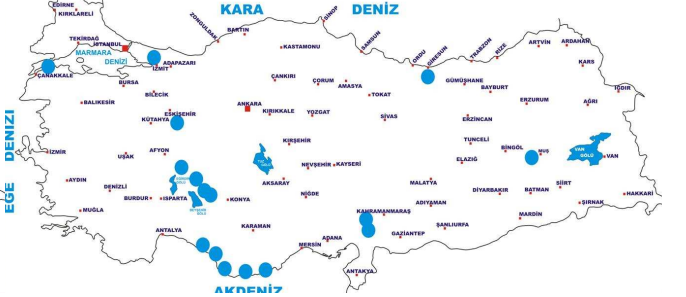 KARA DENİZ
EDİRNE
KIRKLARELİ
SİNOP
ZONGULDAK
BARTIN
TEKİRDAĞ
İSTANBUL
KASTAMONU
SAMSUN
ORDU
GİRESUN
TRABZON
RİZE
ARTVİN
ARDAHAN
MARMARA
DENİZİ
İZMİT
ADAPAZARI
KARS
ÇANAKKALE
BURSA
ÇANKIRI
ÇORUM
AMASYA
GÜMÜŞHANE
BAYBURT
IĞDIR
BİLECİK
TOKAT
BALIKESİR
ANKARA
ERZURUM
AĞRI
ESKİŞEHİR
KIRIKKALE
YOZGAT
KÜTAHYA
SİVAS
ERZİNCAN
EGE DENIZI
KIRŞEHİR
TUNCELİ
İZMİR
AFYON
BİNGÖL
MUŞ
VAN
GÖLÜ
VAN
UŞAK
TUZ
NEVŞEHİR
KAYSERİ
ELAZIĞ
AYDIN
AKSARAY
MALATYA
SİİRT
DENİZLİ
DİYARBAKIR
BATMAN
HAKKARİ
BURDUR
ISPARTA
KONYA
NİĞDE
ADIYAMAN
ŞIRNAK
MUĞLA
KAHRAMANMARAŞ
MARDİN
ANTALYA
KARAMAN
ŞANLIURFA
ADANA
GAZİANTEP
MERSİN
ANTAKYA
AKDENİZ